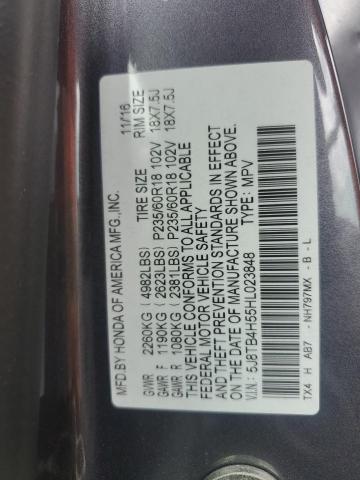 MFD.BY HONDA OF AMERICA MFG.,INC. 11/16
TIRE SIZE RIM SIZE
GVWR 2260KG (4982LBS)
GAWR F 1190KG (2623LBS) P235/60R18 102V 18X7.5J
GAWR R 1080KG (2381LBS) P235/60R18 102V 18X7.5J
THIS VEHICLE CONFORMS TO ALL APPLICABLE
FEDERAL MOTOR VEHICLE SAFETY
AND THEFT PREVENTION STANDARDS IN EFFECT
ON THE DATE OF MANUFACTURE SHOWN ABOVE.
V.I.N.: 5J8TB4H55HL023848 TYPE: MPV
TX4 H AB7 - NH797MX - B - L